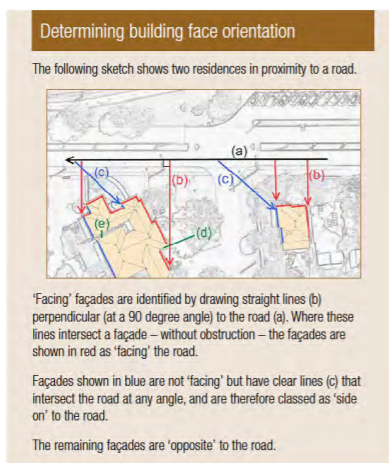 Determining building face orientation
The following sketch shows two residences in proximity to a road.
(a)
(c)
(b)
(c)
(b)
(e)
(d)
‘Facing’ façades are identified by drawing straight lines (b)
perpendicular (at a 90 degree angle) to the road (a). Where these
lines intersect a façade – without obstruction – the façades are
shown in red as ‘facing’ the road.
Façades shown in blue are not ‘facing’ but have clear lines (c) that
intersect the road at any angle, and are therefore classed as ‘side
on’ to the road.
The remaining façades are ‘opposite’ to the road.